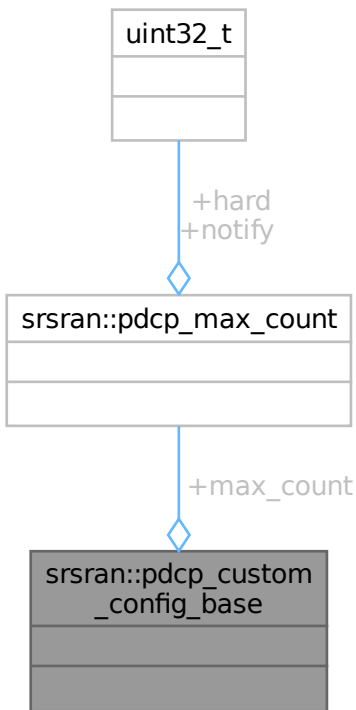 uint32_t
+hard
+notify
srsran::pdcp_max_count
+max_count
srsran::pdcp_custom
_config_base